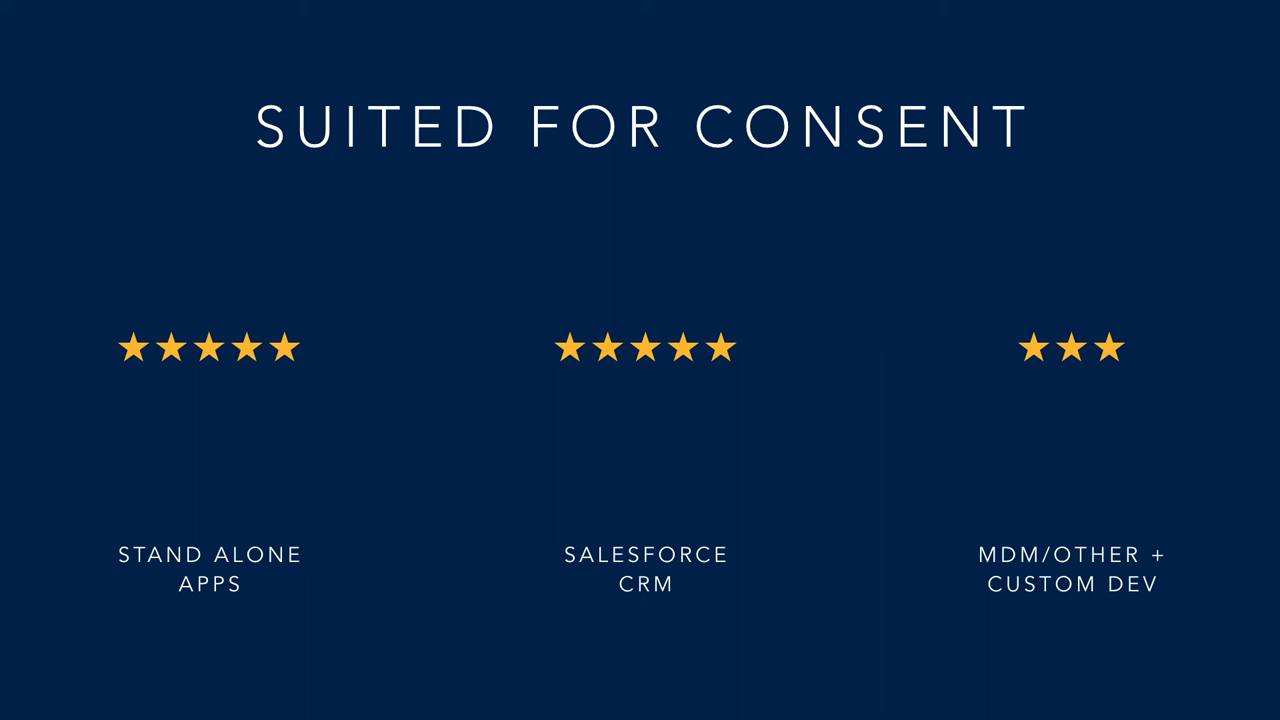 SUITED FOR CONSENT
★★★★★
★★★★★
★★★
STAND ALONE
APPS
SALESFORCE
CRM
MDM/OTHER +
CUSTOM DEV